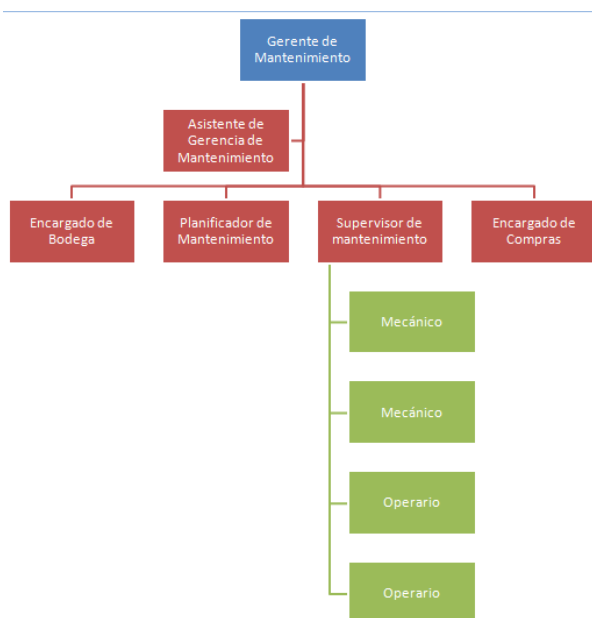 Gerente de
Mantenimiento
Asistente de
Gerencia de
Mantenimiento
Encargado de
Bodega
Planificador de
Mantenimiento
Supervisor de
mantenimiento
Encargado de
Compras
Mecánico
Mecánico
Operario
Operario